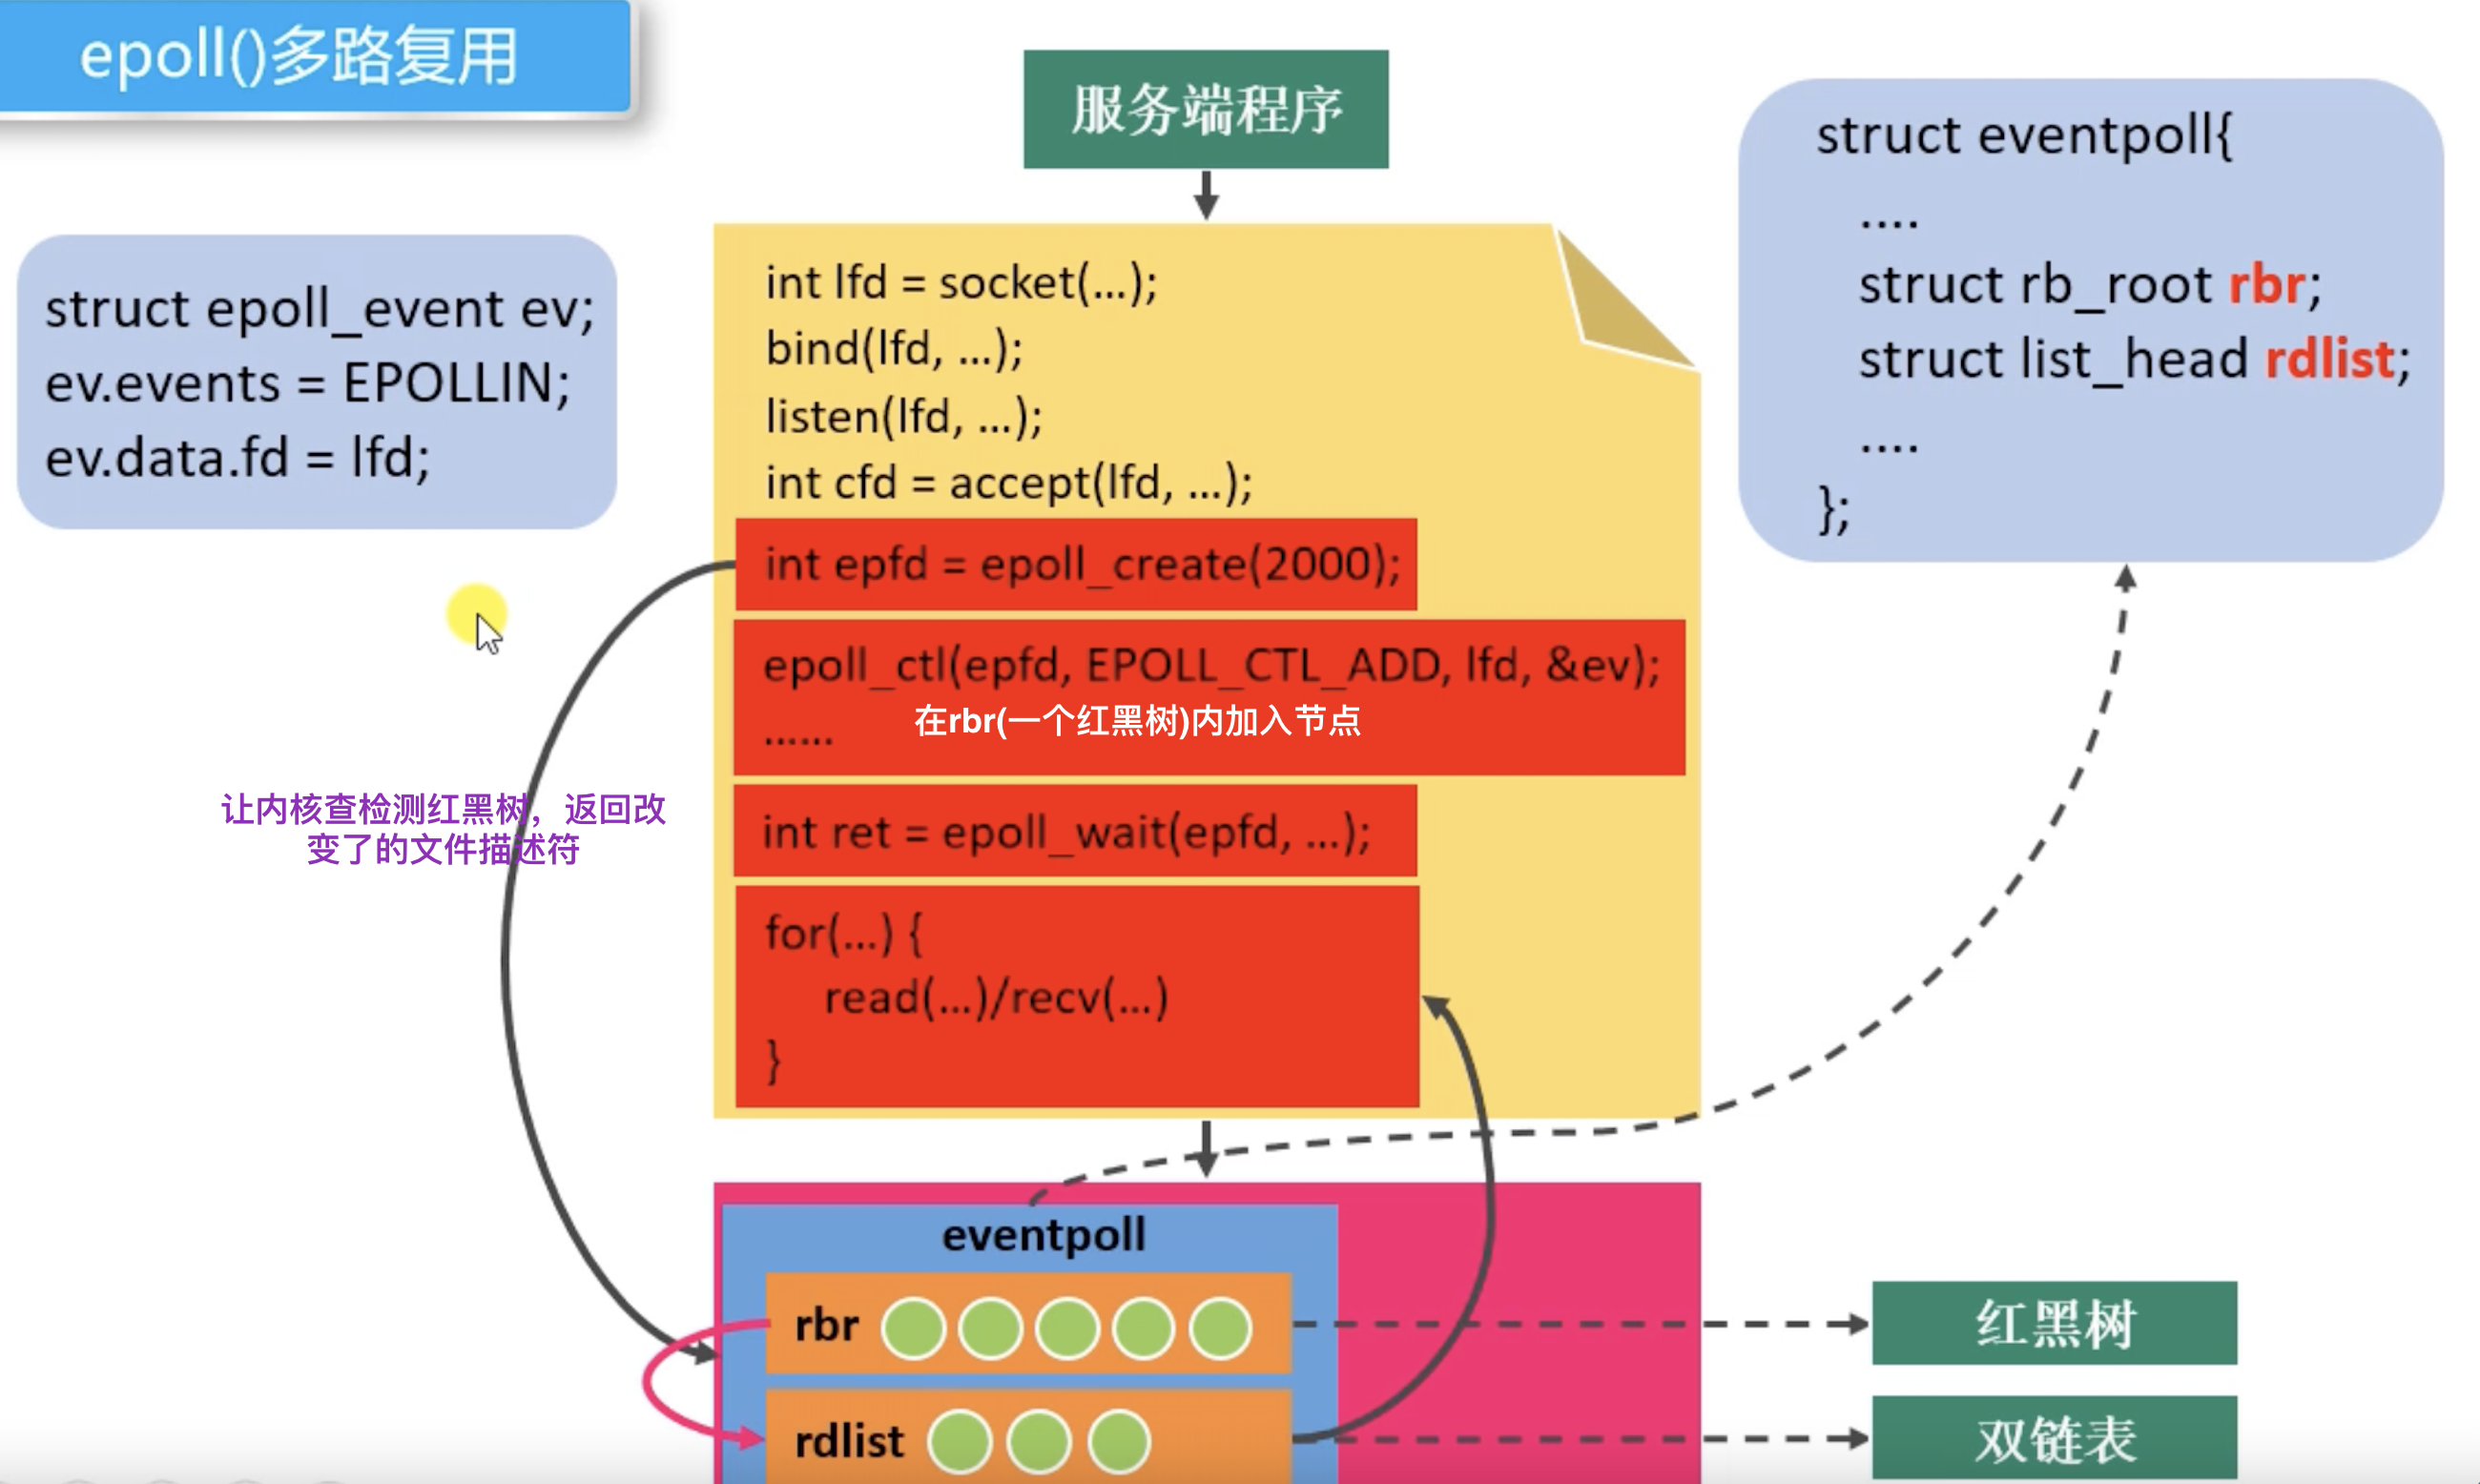 epoll()多路复用
服务端程序
struct epoll_event ev;
ev.events = EPOLLIN;
ev.data.fd = lfd;
int lfd = socket(...);
bind(lfd, ...);
listen(lfd, ...);
int cfd = accept(lfd, ...);
int epfd = epoll_create(2000);
epoll_ctl(epfd, EPOLL_CTL_ADD, lfd, &ev);
在rbr(一个红黑树)内加入节点
......
让内核查检测红黑树，返回改
变了的文件描述符
int ret = epoll_wait(epfd, ...);
for(...) {
read(...)/recv(...)
}
struct eventpoll{
....
struct rb_root rbr;
struct list_head rdlist;
....
};
eventpoll
rbr
红黑树
rdlist
双链表